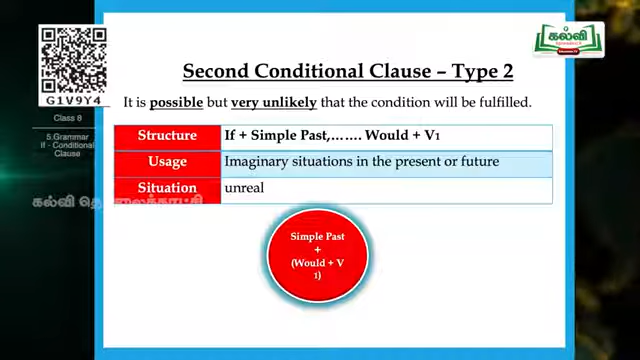 G1V9Y4
Class 8
5.Grammar
If - Conditional
Clause
கல்வி
Second Conditional Clause – Type 2
It is possible but very unlikely that the condition will be fulfilled.
Structure If + Simple Past,....... Would + V1
Usage Imaginary situations in the present or future
Situation unreal
கல்வி தொலைக்காட்சி
Simple Past
+
(Would + V
1)